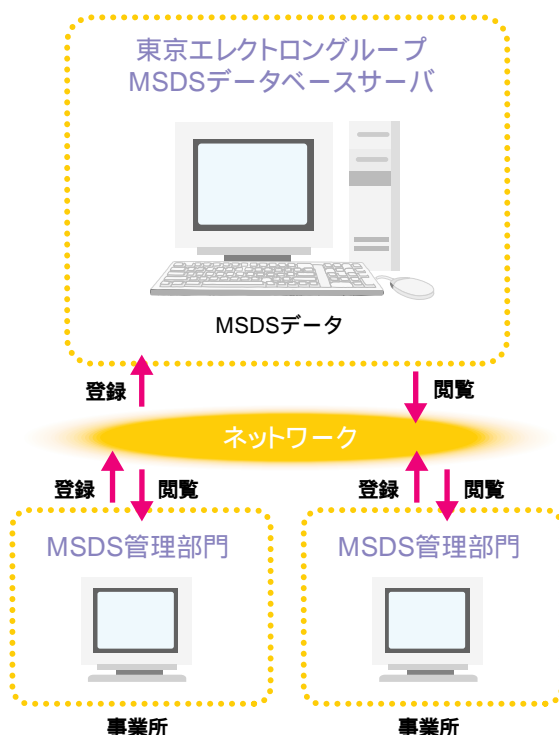 東京エレクトロングループ
MSDSデータベースサーバ
MSDSデータ
登録
閲覧
ネットワーク
登録
閲覧
登録
閲覧
MSDS管理部門
MSDS管理部門
事業所
事業所